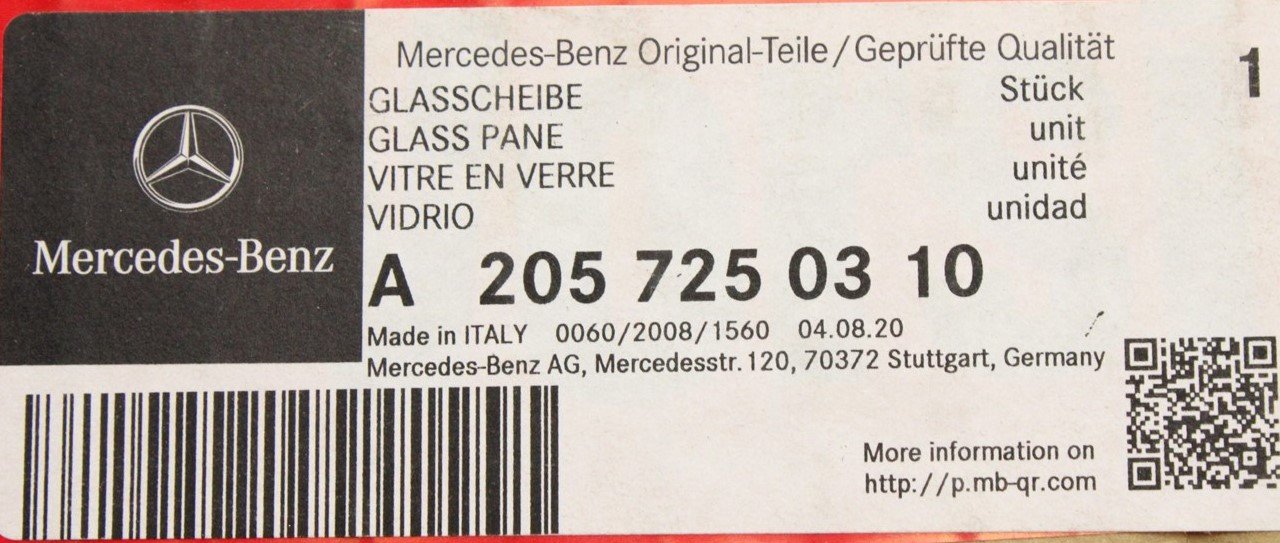 Mercedes-Benz
Mercedes-Benz Original-Teile/Geprüfte Qualität
1
GLASSCHEIBE Stück
GLASS PANE unit
VITRE EN VERRE unité
VIDRIO unidad
A 205 725 03 10
Made in ITALY 0060/2008/1560 04.08.20
Mercedes-Benz AG, Mercedesstr. 120, 70372 Stuttgart, Germany
More information on
http://p.mb-qr.com